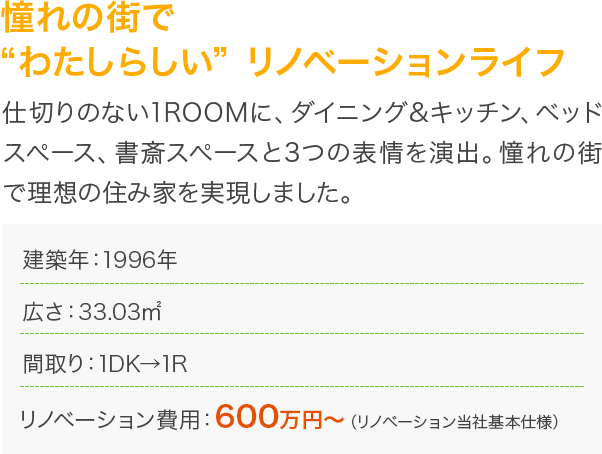 憧れの街で
“わたしらしい” リノベーションライフ
仕切りのない1ROOMに、ダイニング&キッチン、ベッド
スペース、書斎スペースと3つの表情を演出。憧れの街
で理想の住み家を実現しました。
建築年：1996年
広さ：33.03㎡
間取り：1DK→1R
リノベーション費用：600万円〜（リノベーション当社基本仕様）